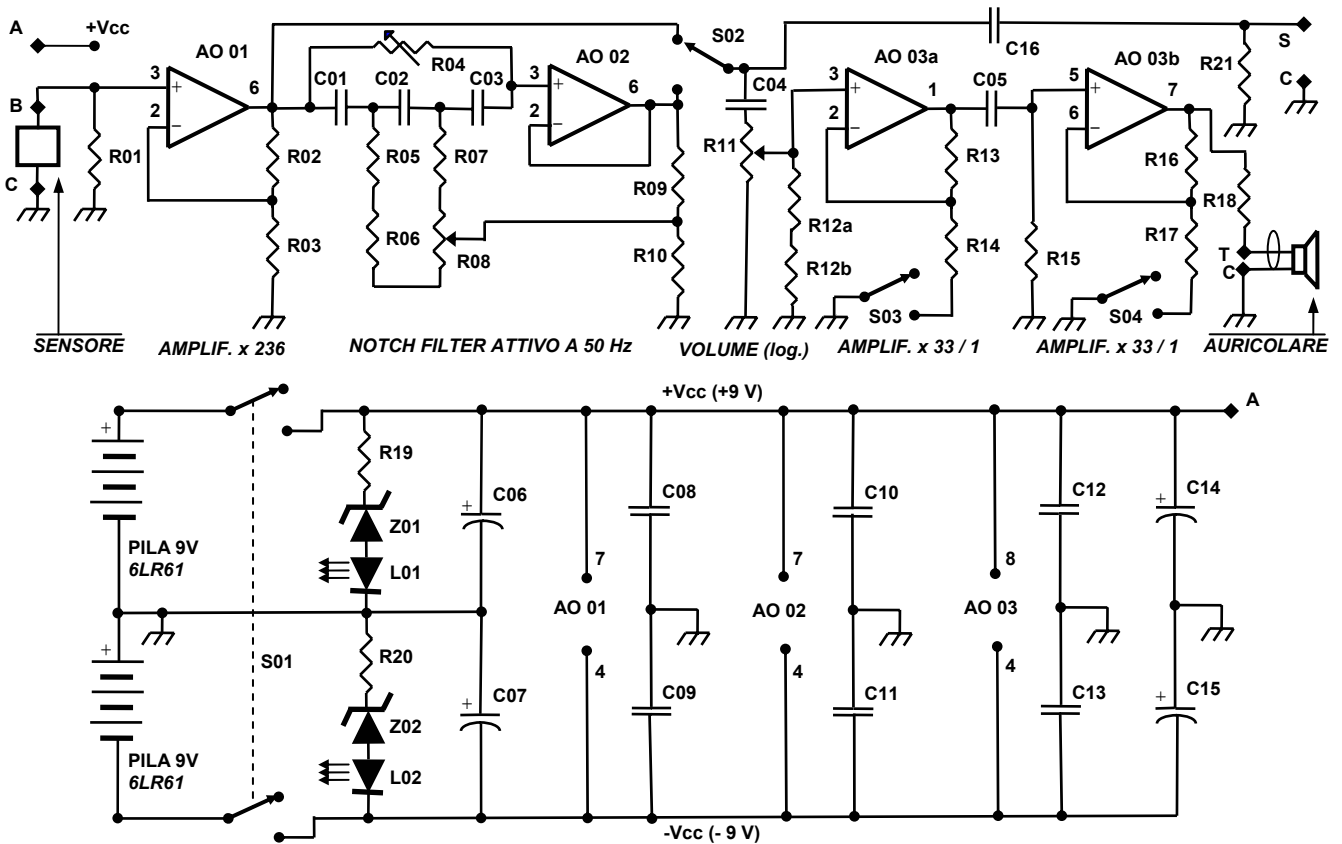 A
+Vcc
AO 01
3
+
2
−
6
B
C
R01
R02
R03
SENSORE
AMPLIF. x 236
R04
C01
C02
C03
R05
R07
R06
R08
AO 02
3
+
2
−
6
R09
R10
NOTCH FILTER ATTIVO A 50 Hz
S02
C04
R11
R12a
R12b
VOLUME (log.)
AO 03a
3
+
2
−
1
C05
R13
R14
S03
AMPLIF. x 33 / 1
C16
R15
AO 03b
5
+
6
−
7
R16
R17
S04
AMPLIF. x 33 / 1
R18
T
C
AURICOLARE
S
R21
C
+Vcc (+9 V)
A
+
PILA 9V
6LR61
+
PILA 9V
6LR61
S01
R19
Z01
L01
R20
Z02
L02
+
C06
+
C07
7
AO 01
4
C08
C09
7
AO 02
4
C10
C11
8
AO 03
4
C12
C13
+
C14
+
C15
-Vcc (- 9 V)